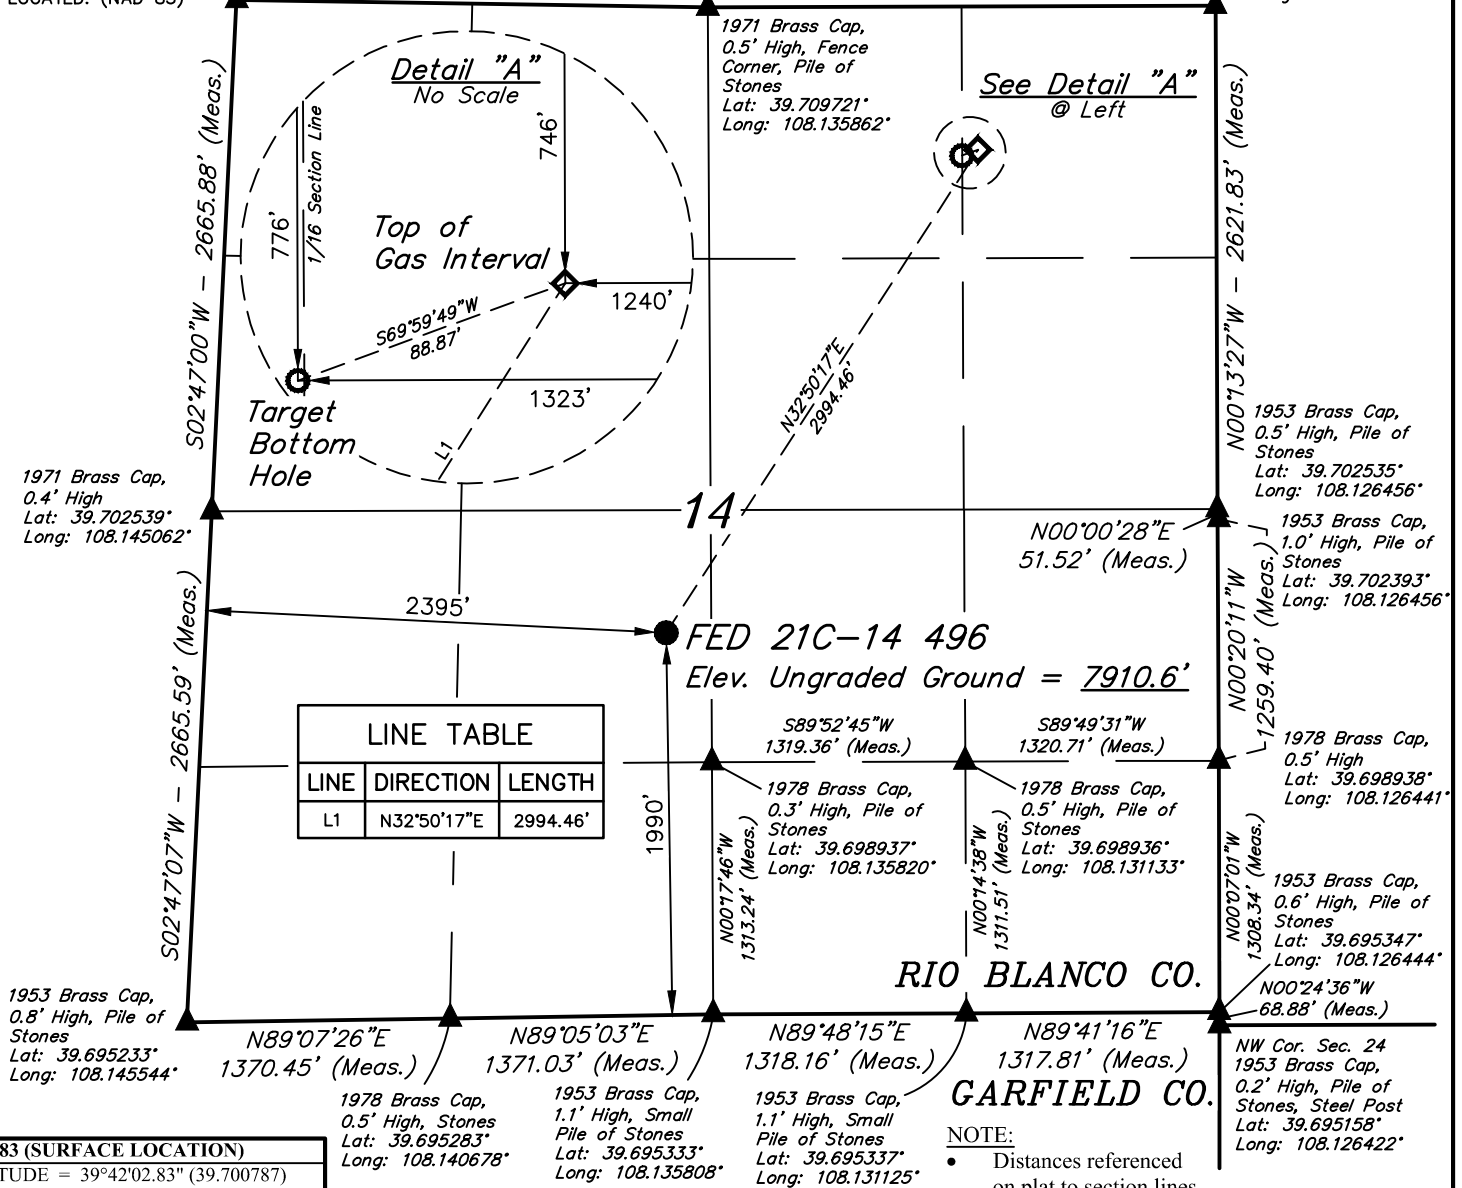 LOCATED. (NAD 83)
Detail "A"
No Scale
746'
776'
1/16 Section Line
Top of
Gas Interval
1240'
S69°59'49"W
88.87'
1323'
Target
Bottom
Hole
L1
1971 Brass Cap,
0.5' High, Fence
Corner, Pile of
Stones
Lat: 39.709721°
Long: 108.135862°
See Detail "A"
@ Left
N32°50'17"E
2994.46'
S02°47'00"W - 2665.88' (Meas.)
N00°13'27"W - 2621.83' (Meas.)
1971 Brass Cap,
0.4' High
Lat: 39.702539°
Long: 108.145062°
14
1953 Brass Cap,
0.5' High, Pile of
Stones
Lat: 39.702535°
Long: 108.126456°
N00°00'28"E
51.52' (Meas.)
1953 Brass Cap,
1.0' High, Pile of
Stones
Lat: 39.702393°
Long: 108.126456°
2395'
FED 21C-14 496
Elev. Ungraded Ground = 7910.6'
S02°47'07"W - 2665.59' (Meas.)
N00°20'11"W
1259.40' (Meas.)
LINE TABLE
LINE DIRECTION LENGTH
L1 N32°50'17"E 2994.46'
1990'
S89°52'45"W
1319.36' (Meas.)
S89°49'31"W
1320.71' (Meas.)
1978 Brass Cap,
0.5' High
Lat: 39.698938°
Long: 108.126441°
1978 Brass Cap,
0.3' High, Pile of
Stones
Lat: 39.698937°
Long: 108.135820°
1978 Brass Cap,
0.5' High, Pile of
Stones
Lat: 39.698936°
Long: 108.131133°
N00°17'46"W
1313.24' (Meas.)
N00°14'38"W
1311.51' (Meas.)
N00°07'01"W
1308.34' (Meas.)
1953 Brass Cap,
0.6' High, Pile of
Stones
Lat: 39.695347°
Long: 108.126444°
N00°24'36"W
68.88' (Meas.)
RIO BLANCO CO.
GARFIELD CO.
1953 Brass Cap,
0.8' High, Pile of
Stones
Lat: 39.695233°
Long: 108.145544°
N89°07'26"E
1370.45' (Meas.)
N89°05'03"E
1371.03' (Meas.)
N89°48'15"E
1318.16' (Meas.)
N89°41'16"E
1317.81' (Meas.)
1978 Brass Cap,
0.5' High, Stones
Lat: 39.695283°
Long: 108.140678°
1953 Brass Cap,
1.1' High, Small
Pile of Stones
Lat: 39.695333°
Long: 108.135808°
1953 Brass Cap,
1.1' High, Small
Pile of Stones
Lat: 39.695337°
Long: 108.131125°
NW Cor. Sec. 24
1953 Brass Cap,
0.2' High, Pile of
Stones, Steel Post
Lat: 39.695158°
Long: 108.126422°
83 (SURFACE LOCATION)
TUDE = 39°42'02.83" (39.700787)
NOTE:
• Distances referenced
on plat to section lines